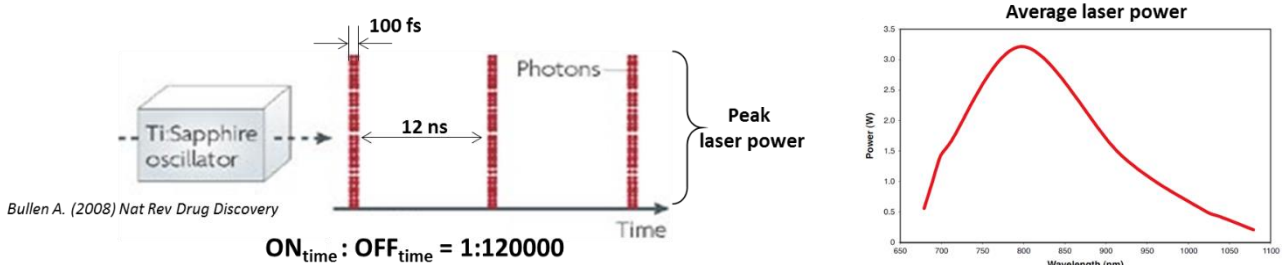 100 fs
Photons
12 ns
Ti:Sapphire
oscillator
Peak
laser power
Bullen A. (2008) Nat Rev Drug Discovery
Time
ONtime : OFFtime = 1:120000
Average laser power
3.5
3.0
2.5
2.0
1.5
1.0
0.5
0
Power (W)
650 700 750 800 850 900 950 1000 1050 1100
Wavelength (nm)